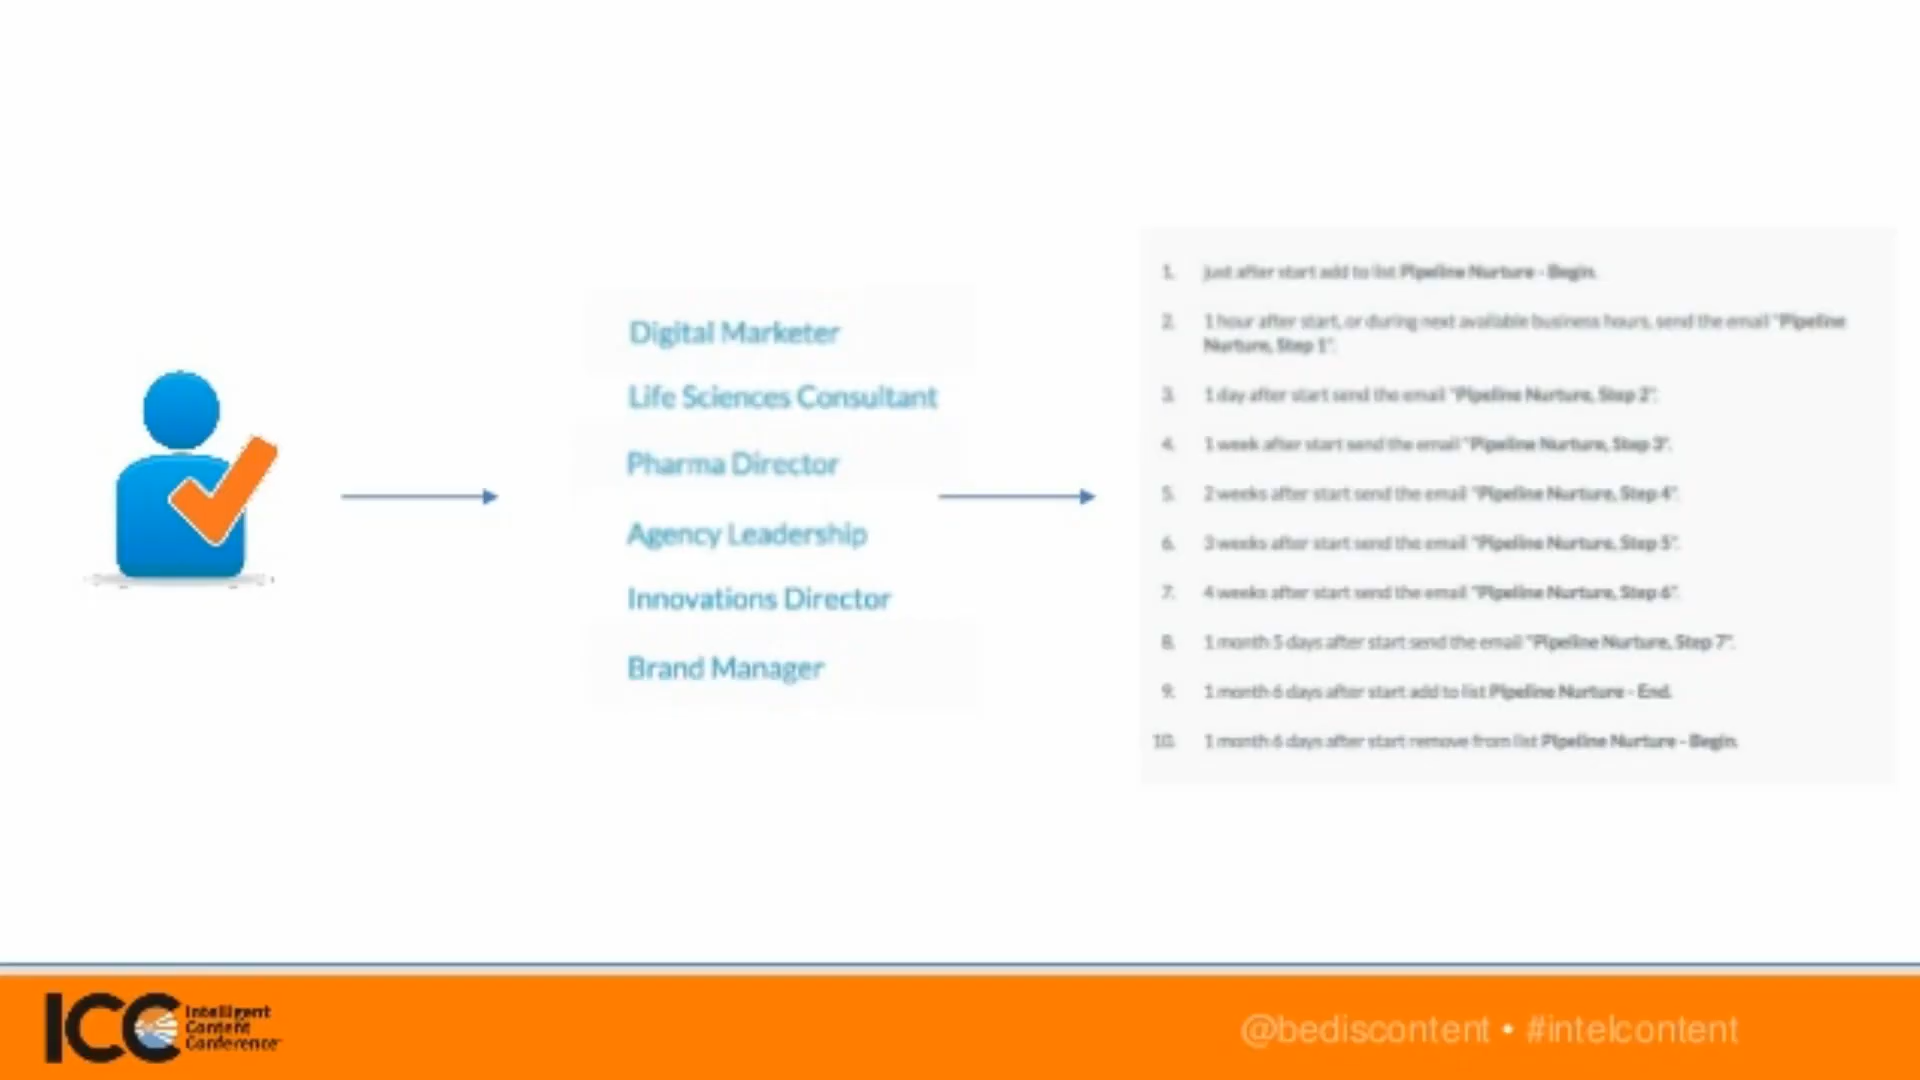 Digital Marketer
Life Sciences Consultant
Pharma Director
Agency Leadership
Innovations Director
Brand Manager
1. just after start add to list Pipeline Nurture - Begin.
2. 1 hour after start, or during next available business hours, send the email "Pipeline
Nurture, Step 1".
3. 1 day after start send the email "Pipeline Nurture, Step 2".
4. 1 week after start send the email "Pipeline Nurture, Step 3".
5. 2 weeks after start send the email "Pipeline Nurture, Step 4".
6. 3 weeks after start send the email "Pipeline Nurture, Step 5".
7. 4 weeks after start send the email "Pipeline Nurture, Step 6".
8. 1 month 5 days after start send the email "Pipeline Nurture, Step 7".
9. 1 month 6 days after start add to list Pipeline Nurture - End.
10. 1 month 6 days after start remove from list Pipeline Nurture - Begin.
ICC
Intelligent
Content
Conference
@bediscontent • #intelcontent